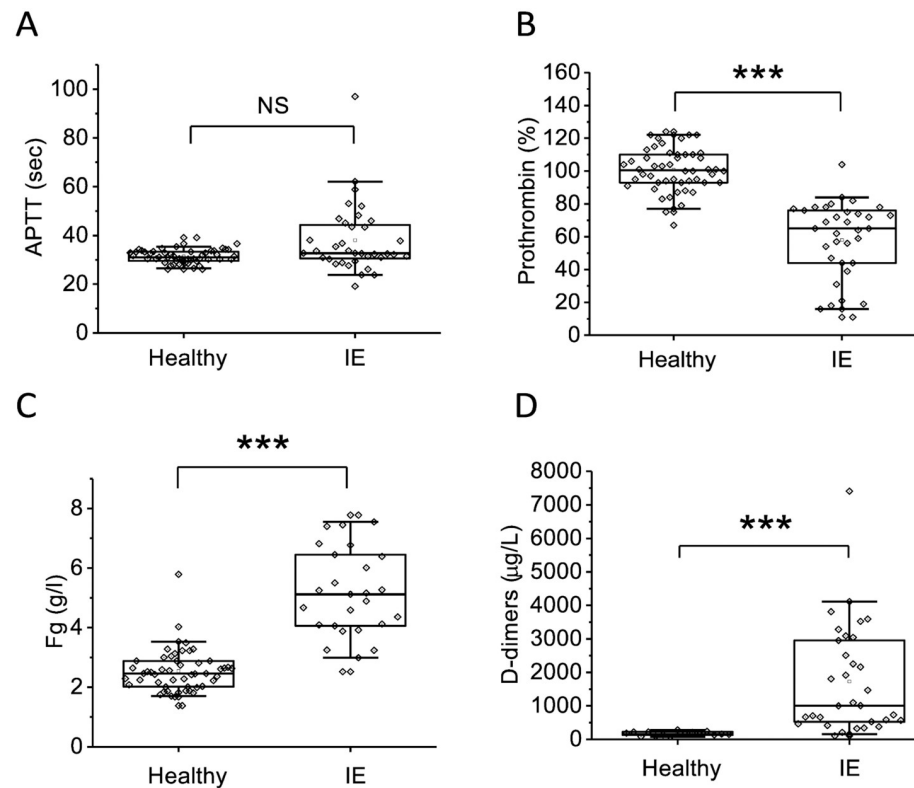 A
APTT (sec)
100
80
60
40
20
0
NS
Healthy
IE
B
Prothrombin (%)
160
140
120
100
80
60
40
20
0
***
Healthy
IE
C
Fg (g/l)
8
6
4
2
0
***
Healthy
IE
D
D-dimers (µg/L)
8000
7000
6000
5000
4000
3000
2000
1000
0
***
Healthy
IE